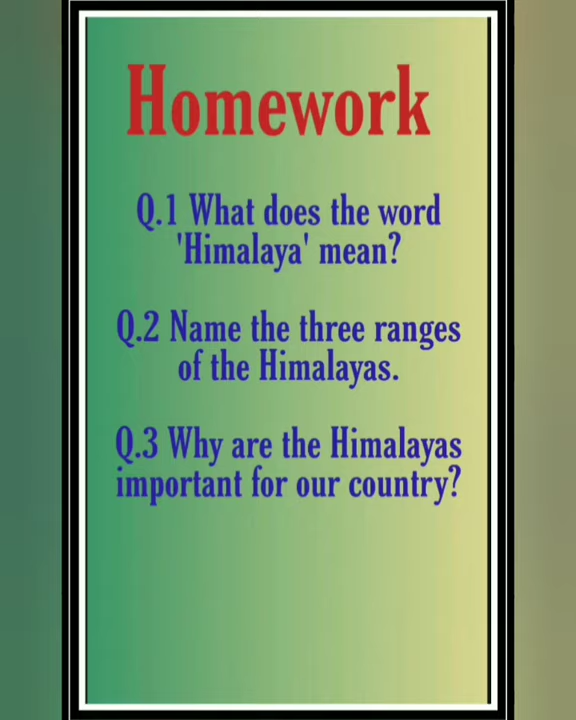 Homework
Q.1 What does the word
'Himalaya' mean?
Q.2 Name the three ranges
of the Himalayas.
Q.3 Why are the Himalayas
important for our country?